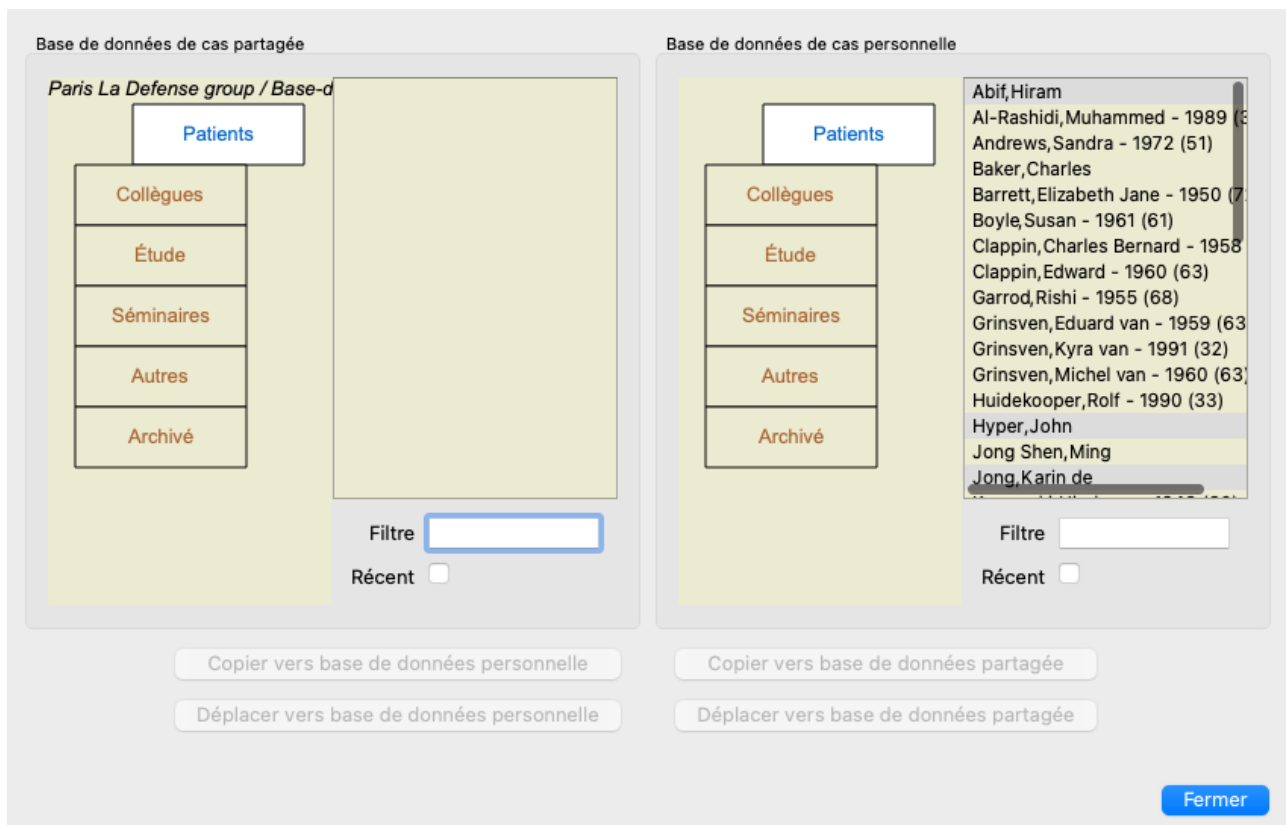 Base de données de cas partagée
Paris La Defense group / Base-d
Patients
Collègues
Étude
Séminaires
Autres
Archivé
Filtre
Récent
Copier vers base de données personnelle
Déplacer vers base de données personnelle
Base de données de cas personnelle
Patients
Collègues
Étude
Séminaires
Autres
Archivé
Abif,Hiram
Al-Rashidi,Muhammed - 1989
Andrews,Sandra - 1972 (51)
Baker,Charles
Barrett,Elizabeth Jane - 1950
Boyle,Susan - 1961 (61)
Clappin,Charles Bernard - 1958
Clappin,Edward - 1960 (63)
Garrod,Rishi - 1955 (68)
Grinsven,Eduard van - 1959 (63
Grinsven,Kyra van - 1991 (32)
Grinsven,Michel van - 1960 (63)
Huidekooper,Rolf - 1990 (33)
Hyper,John
Jong Shen,Ming
Jong,Karin de
Filtre
Récent
Copier vers base de données partagée
Déplacer vers base de données partagée
Fermer